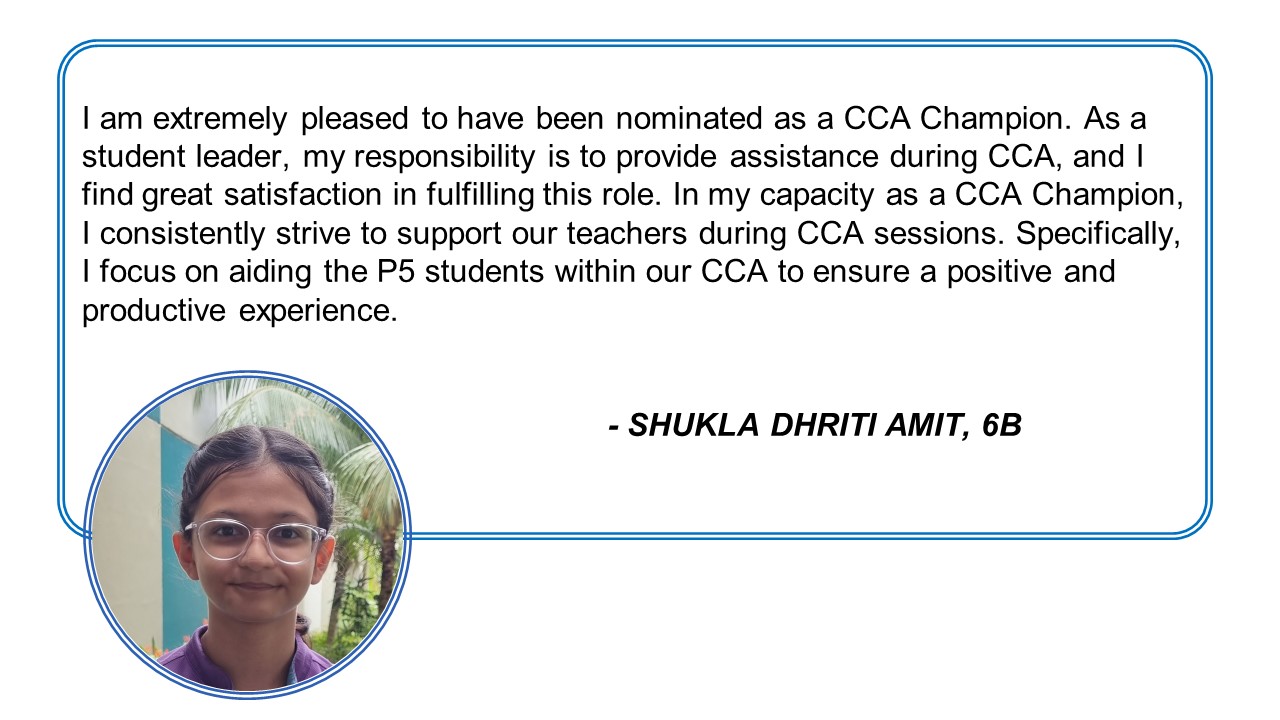 I am extremely pleased to have been nominated as a CCA Champion. As a
student leader, my responsibility is to provide assistance during CCA, and I
find great satisfaction in fulfilling this role. In my capacity as a CCA Champion,
I consistently strive to support our teachers during CCA sessions. Specifically,
I focus on aiding the P5 students within our CCA to ensure a positive and
productive experience.
- SHUKLA DHRITI AMIT, 6B